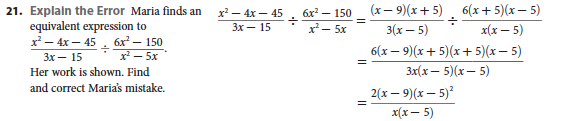 21. Explain the Error Maria finds an
equivalent expression to
x² − 4x − 45 / 3x − 15 ÷ 6x² − 150 / x² − 5x.
Her work is shown. Find
and correct Maria's mistake.
x² − 4x − 45 / 3x − 15 ÷ 6x² − 150 / x² − 5x = (x − 9)(x + 5) / 3(x − 5) ÷ 6(x + 5)(x − 5) / x(x − 5)
= 6(x − 9)(x + 5)(x + 5)(x − 5) / 3x(x − 5)(x − 5)
= 2(x − 9)(x − 5)² / x(x − 5)